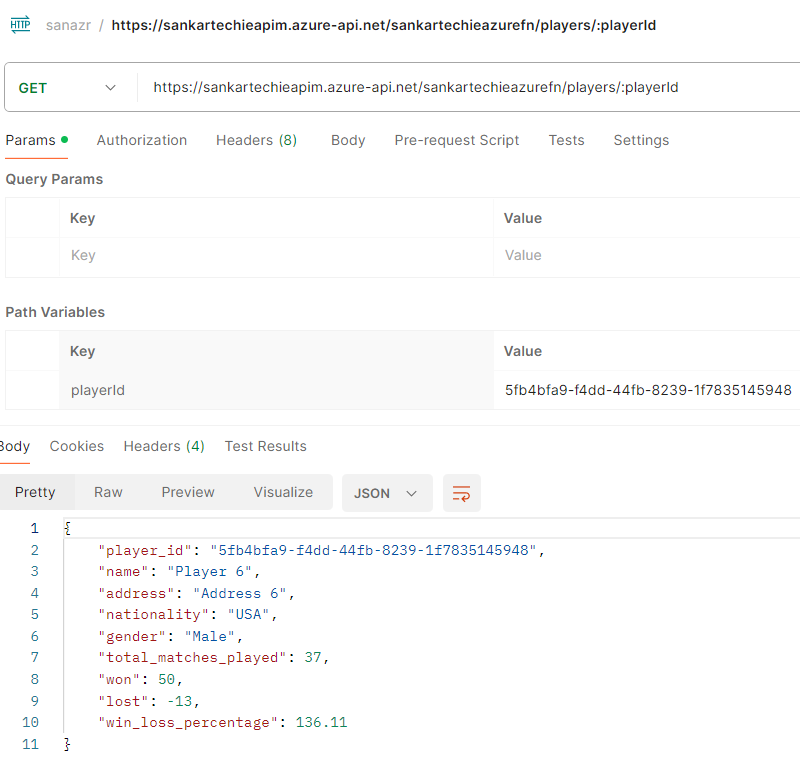 HTTP sanazr / https://sankartechieapim.azure-api.net/sankartechieazurefn/players/:playerId
GET https://sankartechieapim.azure-api.net/sankartechieazurefn/players/:playerId
Params Authorization Headers (8) Body Pre-request Script Tests Settings
Query Params
Key Value
Key Value
Path Variables
Key Value
playerId 5fb4bfa9-f4dd-44fb-8239-1f7835145948
Body Cookies Headers (4) Test Results
Pretty Raw Preview Visualize JSON
1 {
2 "player_id": "5fb4bfa9-f4dd-44fb-8239-1f7835145948",
3 "name": "Player 6",
4 "address": "Address 6",
5 "nationality": "USA",
6 "gender": "Male",
7 "total_matches_played": 37,
8 "won": 50,
9 "lost": -13,
10 "win_loss_percentage": 136.11
11 }